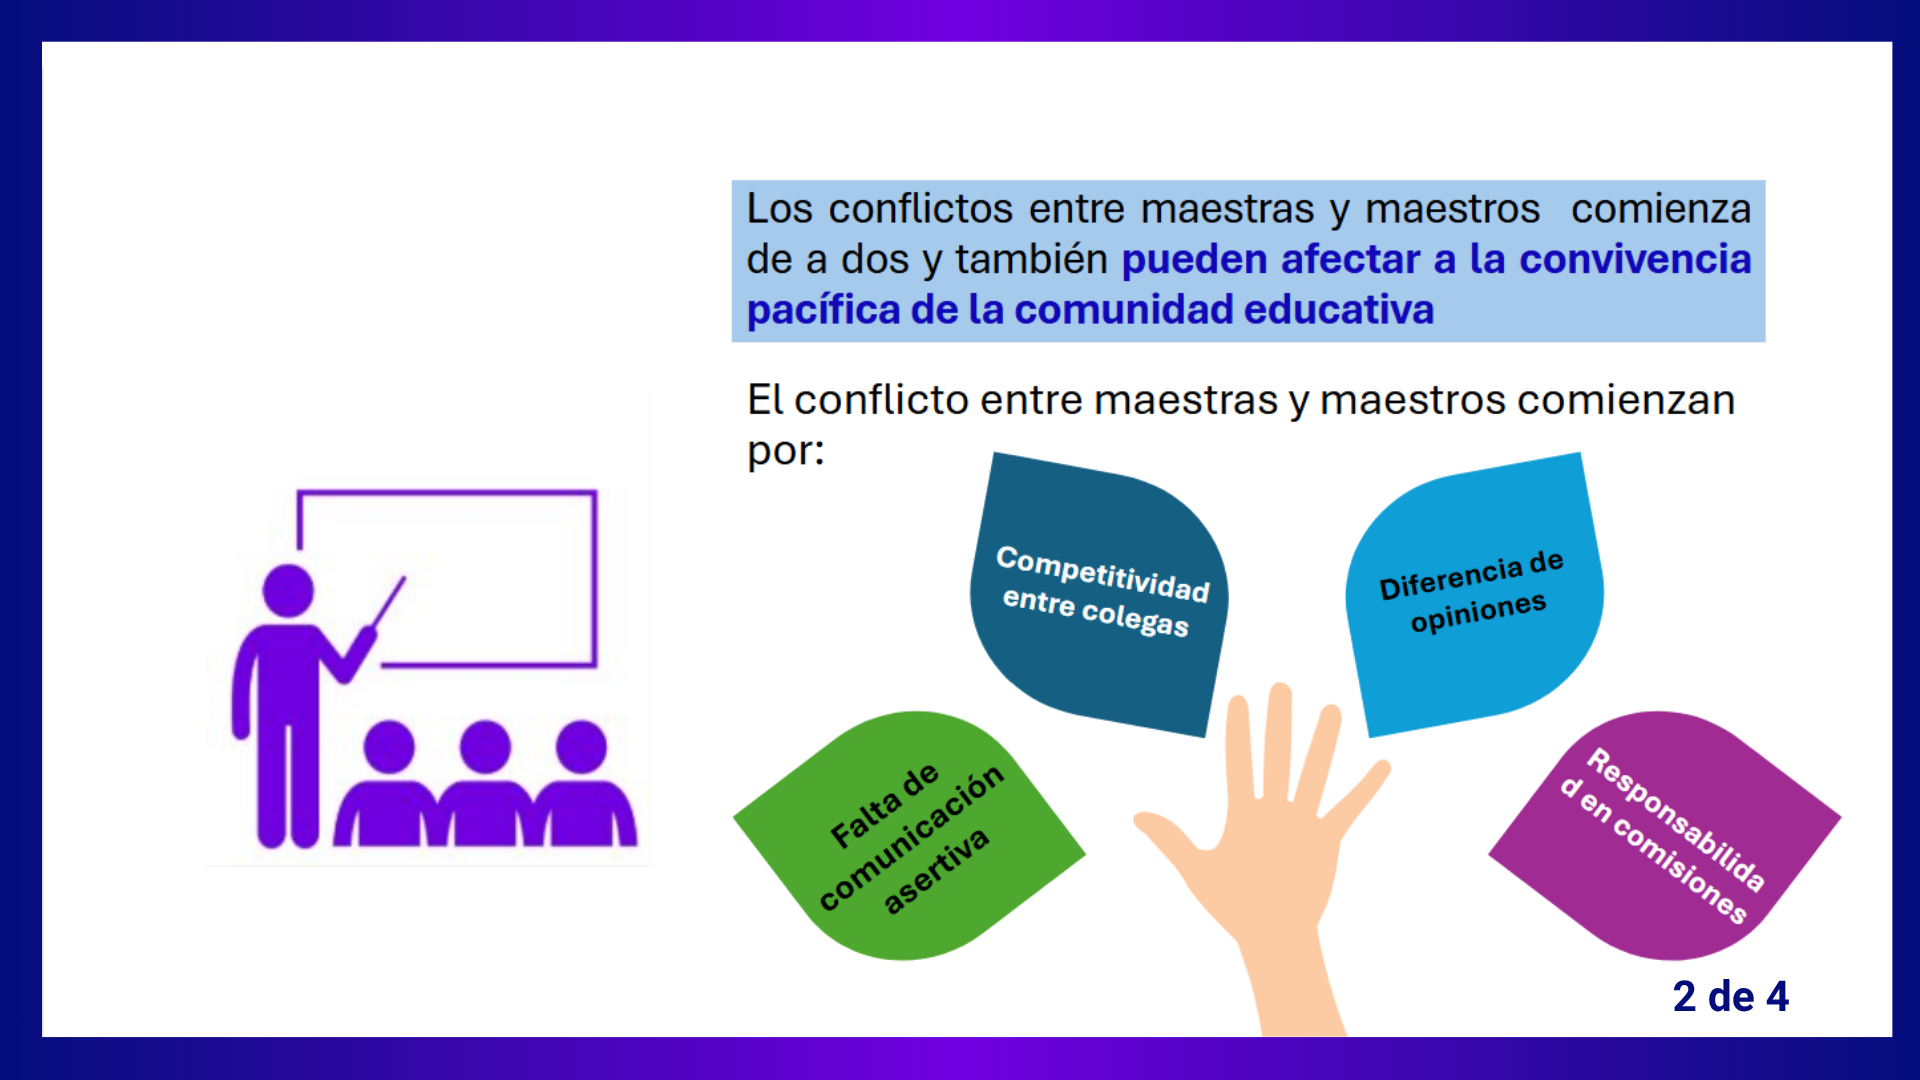 Los conflictos entre maestras y maestros comienza
de a dos y también pueden afectar a la convivencia
pacífica de la comunidad educativa
El conflicto entre maestras y maestros comienzan
por:
Competitividad
entre colegas
Diferencia de
opiniones
Falta de
comunicación
asertiva
Responsabilida
d en comisiones
2 de 4